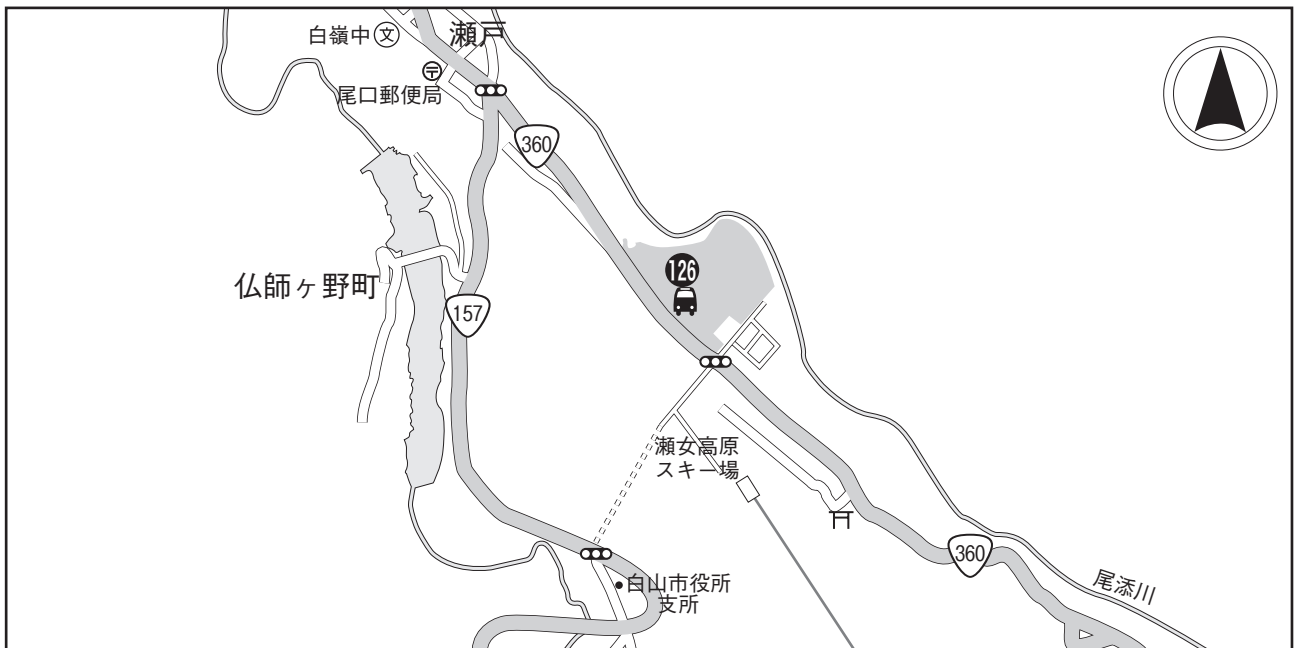 白嶺中
文
瀬戸
〒
尾口郵便局
360
126
仏師ヶ野町
157
瀬女高原
スキー場
360
白山市役所
支所
尾添川